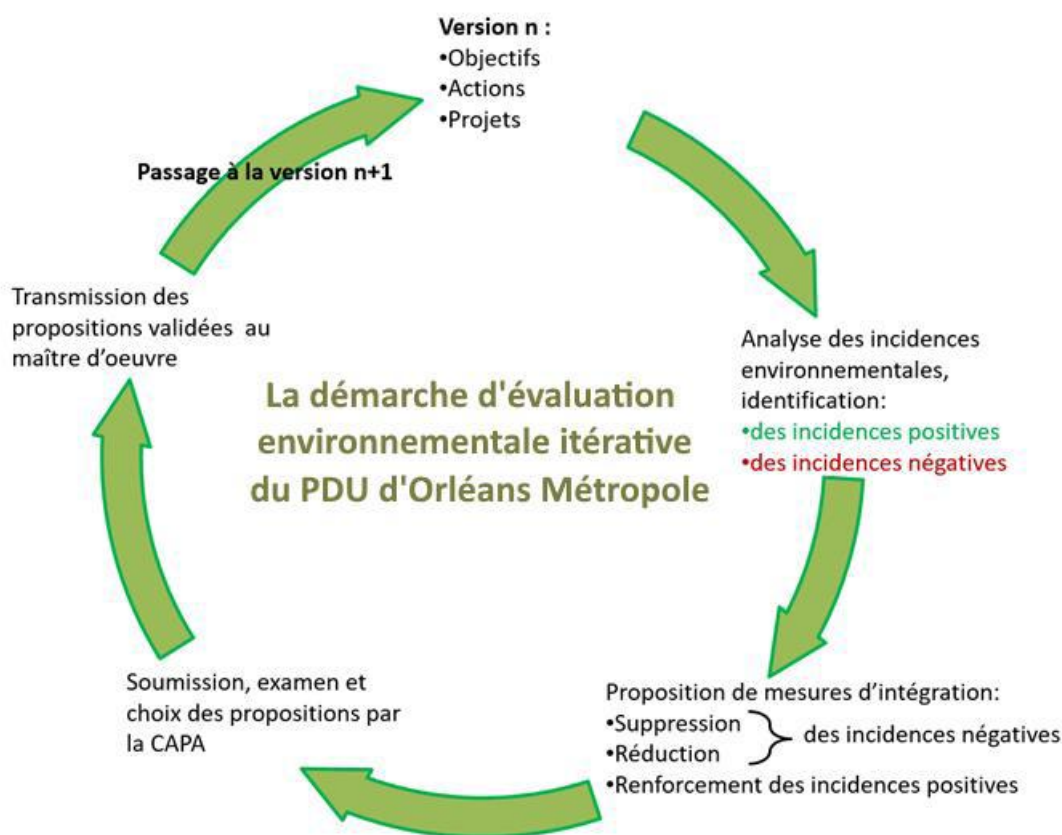 Version n :
•Objectifs
•Actions
•Projets
Passage à la version n+1
Transmission des
propositions validées au
maître d'oeuvre
Analyse des incidences
environnementales,
identification:
•des incidences positives
•des incidences négatives
La démarche d'évaluation
environnementale itérative
du PDU d'Orléans Métropole
Soumission, examen et
choix des propositions par
la CAPA
Proposition de mesures d'intégration:
•Suppression
•Réduction
des incidences négatives
•Renforcement des incidences positives